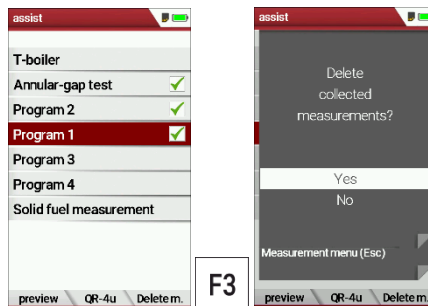 assist
T-boiler
Annular-gap test
Program 2
Program 1
Program 3
Program 4
Solid fuel measurement
preview QR-4u Delete m.
F3
assist
Delete
collected
measurements?
Yes
No
Measurement menu (Esc)
preview QR-4u Delete m.